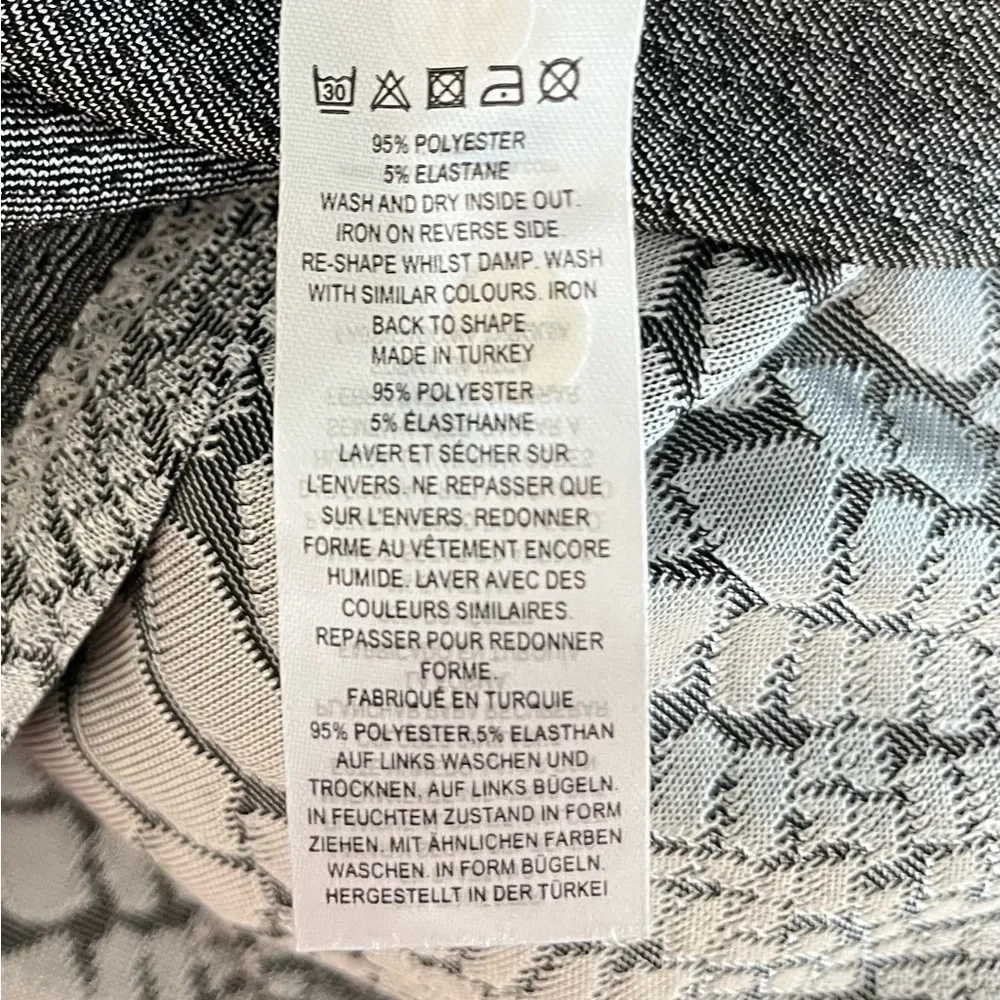 30
95% POLYESTER
5% ELASTANE
WASH AND DRY INSIDE OUT.
IRON ON REVERSE SIDE.
RE-SHAPE WHILST DAMP. WASH
WITH SIMILAR COLOURS. IRON
BACK TO SHAPE.
MADE IN TURKEY
95% POLYESTER
5% ÉLASTHANNE
LAVER ET SÉCHER SUR
L'ENVERS. NE REPASSER QUE
SUR L'ENVERS. REDONNER
FORME AU VÊTEMENT ENCORE
HUMIDE. LAVER AVEC DES
COULEURS SIMILAIRES.
REPASSER POUR REDONNER
FORME.
FABRIQUÉ EN TURQUIE
95% POLYESTER,5% ELASTHAN
AUF LINKS WASCHEN UND
TROCKNEN. AUF LINKS BÜGELN.
IN FEUCHTEM ZUSTAND IN FORM
ZIEHEN. MIT ÄHNLICHEN FARBEN
WASCHEN. IN FORM BÜGELN.
HERGESTELLT IN DER TÜRKEI